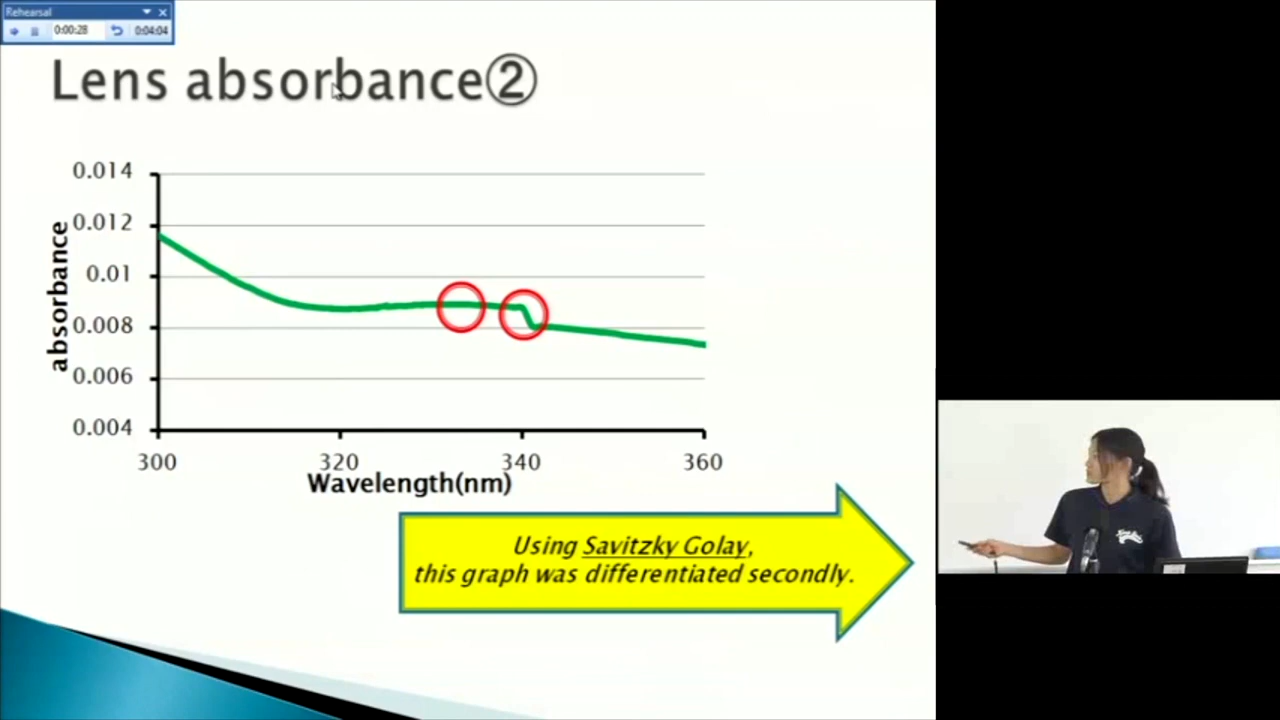 Rehearsal
0:00:28 0:04:04
Lens absorbance②
0.014
0.012
0.01
0.008
0.006
0.004
absorbance
300 320 340 360
Wavelength(nm)
Using Savitzky Golay,
this graph was differentiated secondly.